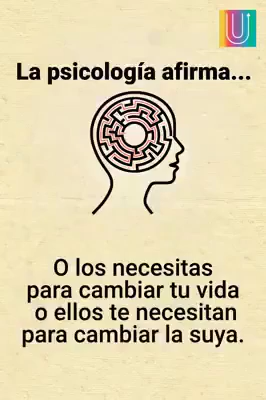 U
La psicología afirma...
O los necesitas
para cambiar tu vida
o ellos te necesitan
para cambiar la suya.